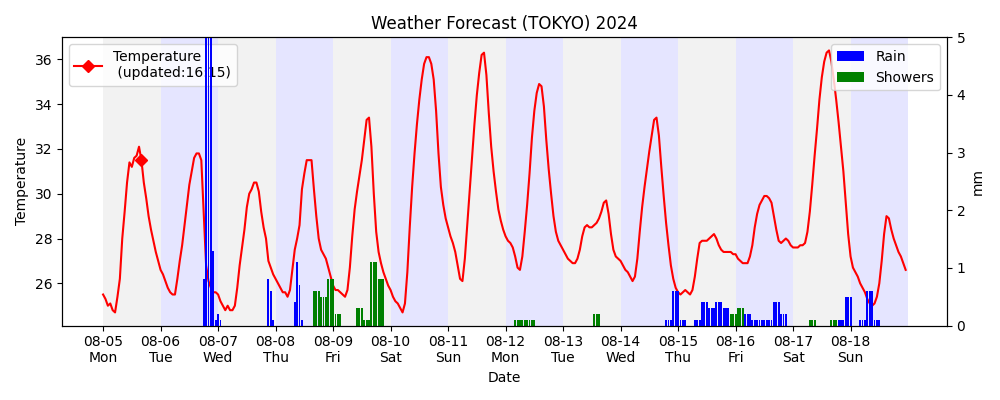 Weather Forecast (TOKYO) 2024
Temperature
(updated:16:15)
Rain
Showers
36
34
32
30
28
26
Temperature
5
4
3
2
1
0
mm
08-05 08-06 08-07 08-08 08-09 08-10 08-11 08-12 08-13 08-14 08-15 08-16 08-17 08-18
Mon Tue Wed Thu Fri Sat Sun Mon Tue Wed Thu Fri Sat Sun
Date